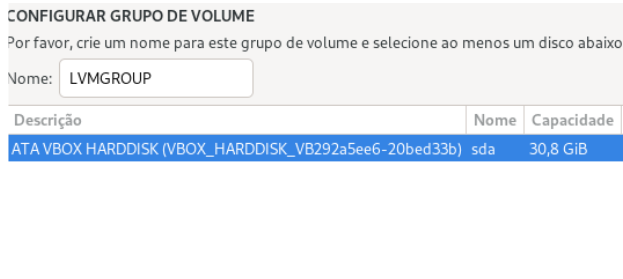 CONFIGURAR GRUPO DE VOLUME
Por favor, crie um nome para este grupo de volume e selecione ao menos um disco abaixo
Nome: LVMGROUP
Descrição Nome Capacidade
ATA VBOX HARDDISK (VBOX_HARDDISK_VB292a5ee6-20bed33b) sda 30,8 GiB